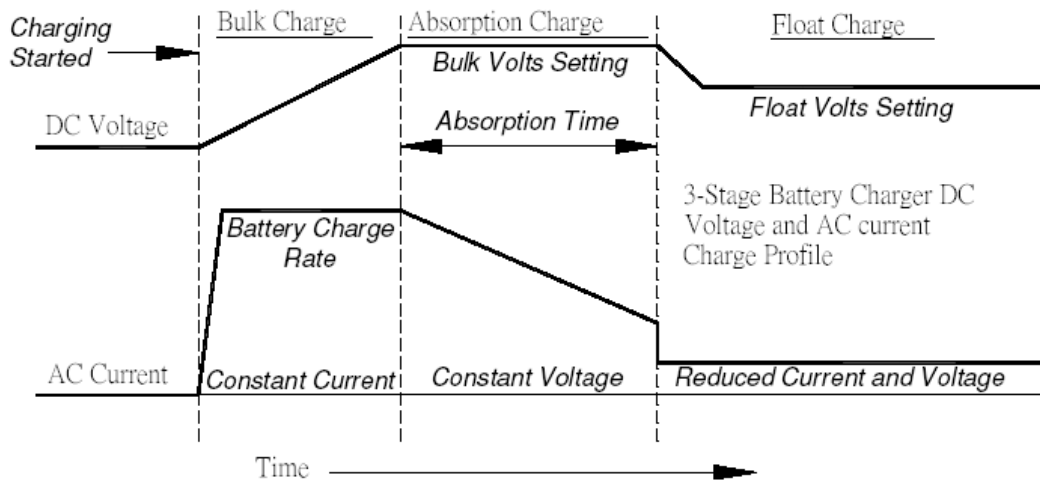 Charging
Started
Bulk Charge
Absorption Charge
Float Charge
Bulk Volts Setting
Float Volts Setting
DC Voltage
Absorption Time
3-Stage Battery Charger DC
Voltage and AC current
Charge Profile
Battery Charge
Rate
AC Current
Constant Current
Constant Voltage
Reduced Current and Voltage
Time